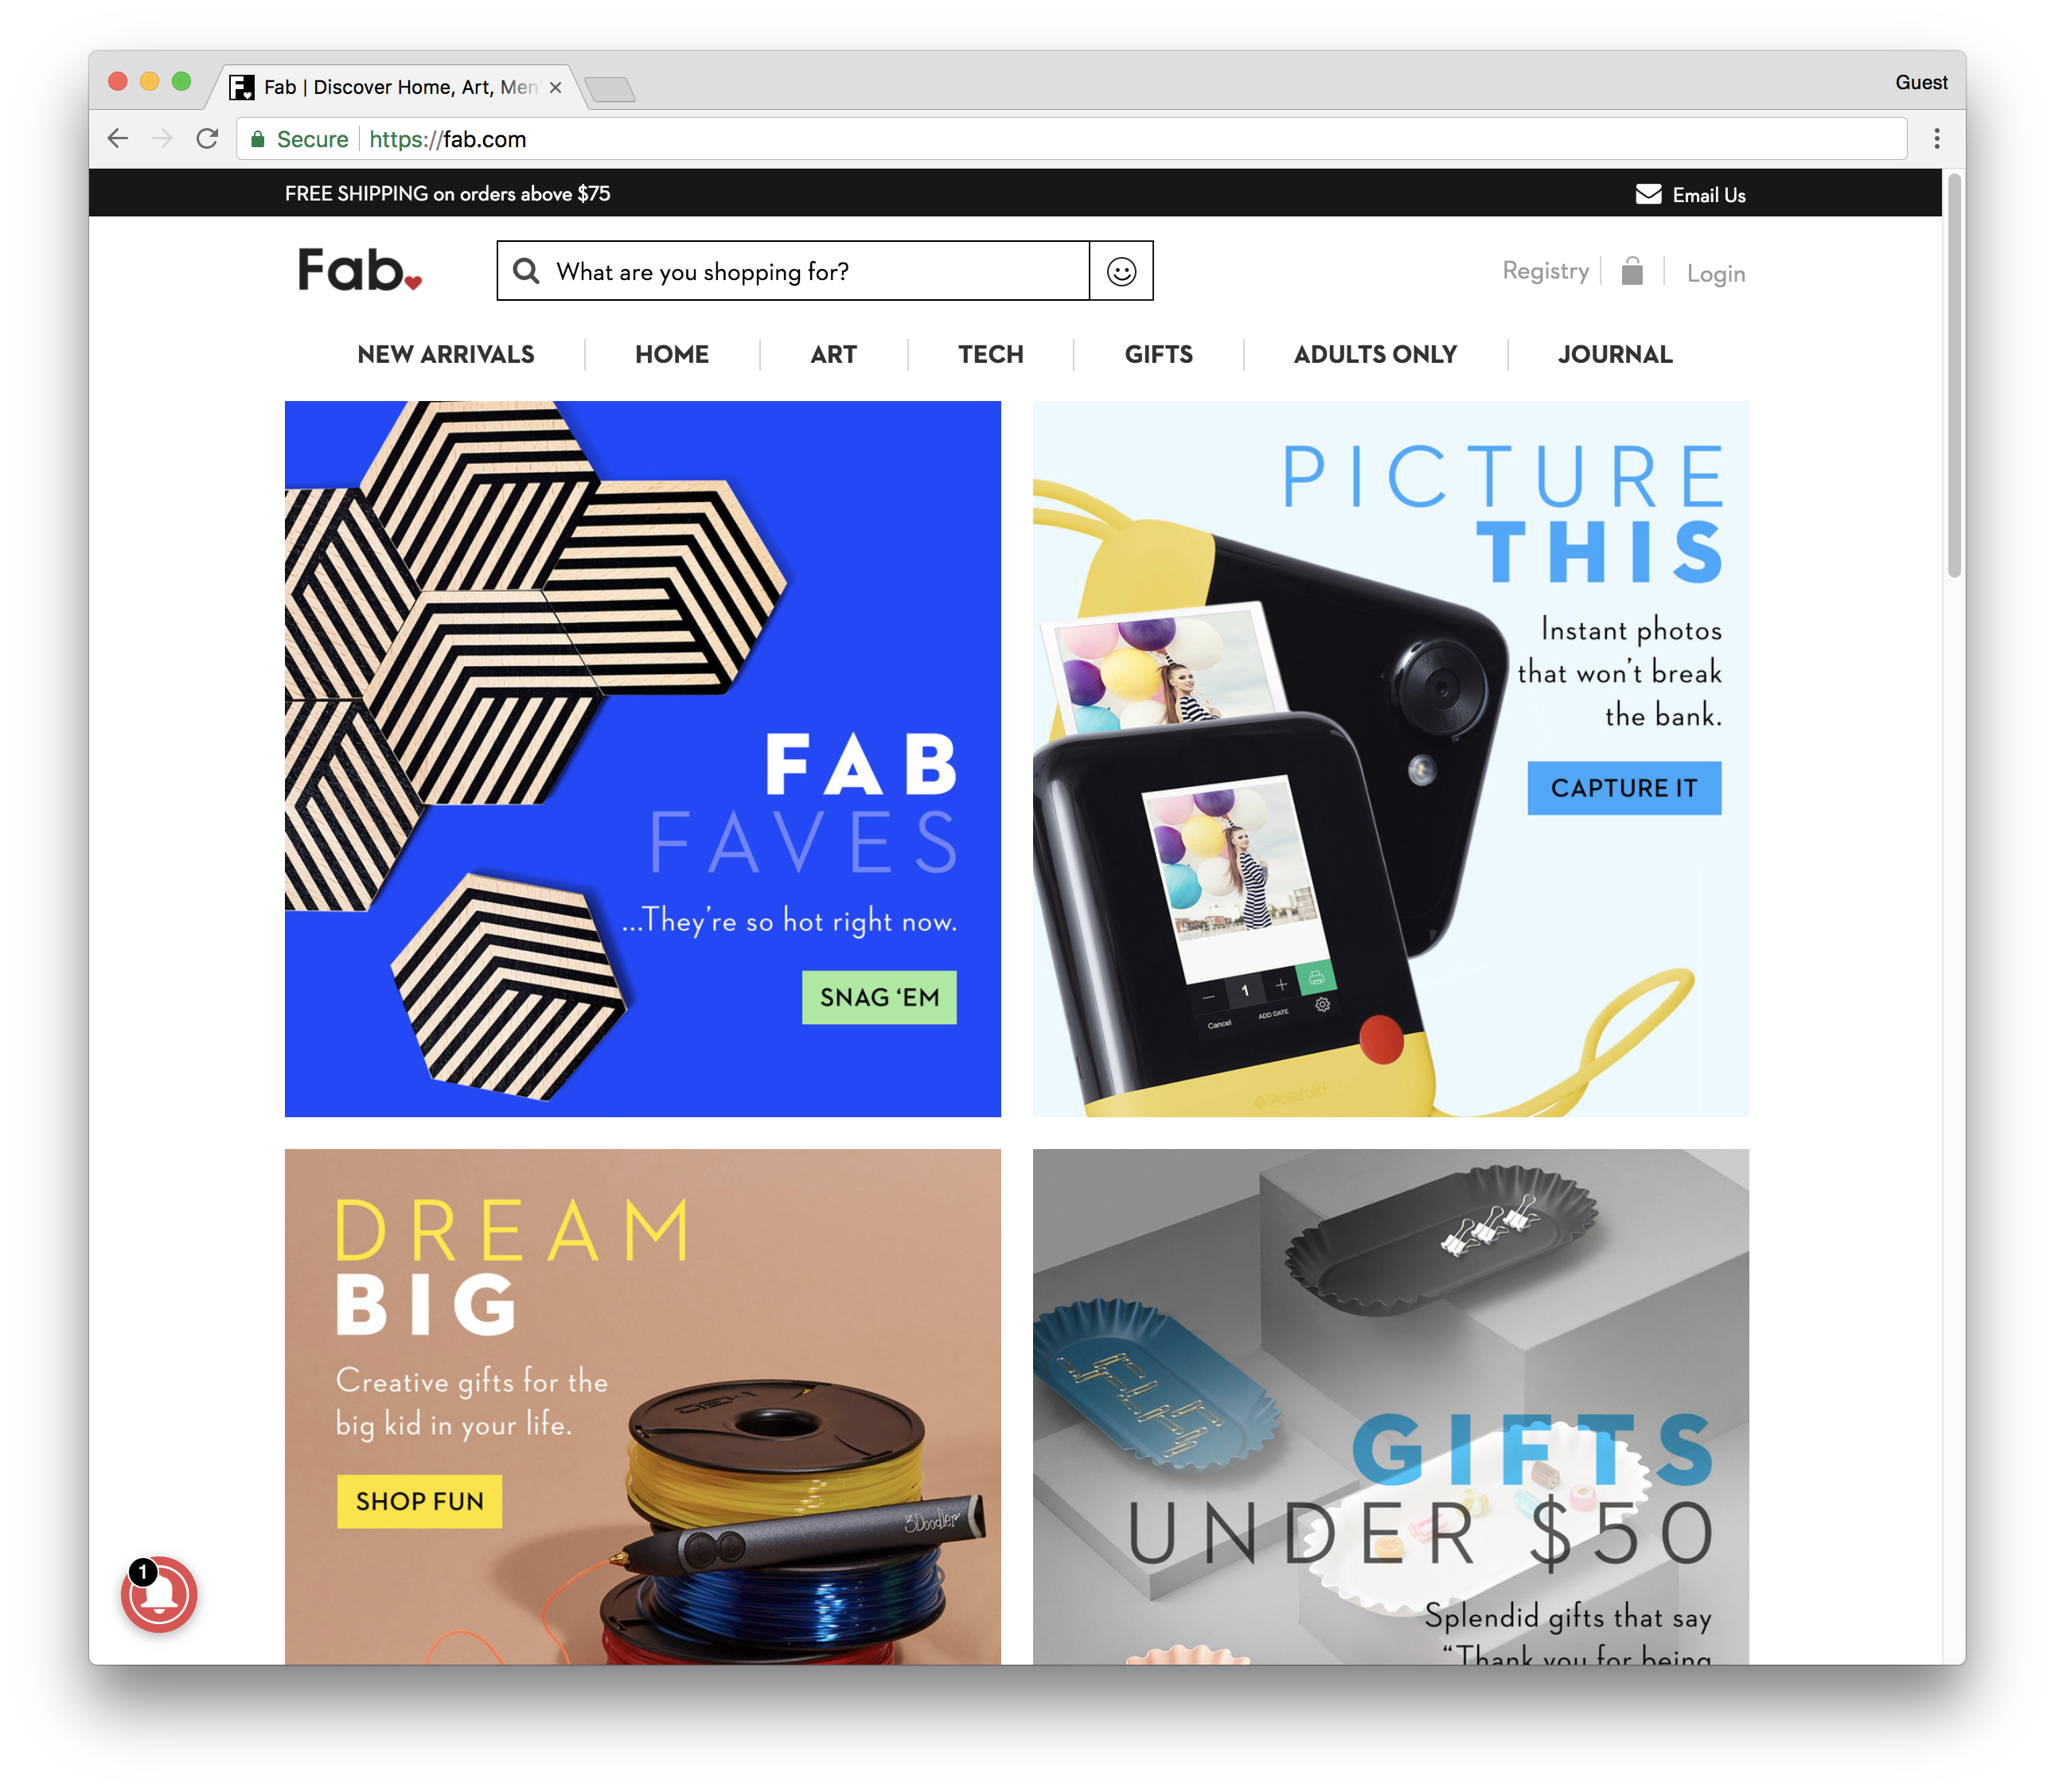 Fab | Discover Home, Art, Men
Guest
Secure
https://fab.com
FREE SHIPPING on orders above $75
Email Us
Fab
What are you shopping for?
Registry
Login
NEW ARRIVALS
HOME
ART
TECH
GIFTS
ADULTS ONLY
JOURNAL
FAB
FAVES
...They're so hot right now.
SNAG 'EM
PICTURE
THIS
Instant photos
that won't break
the bank.
CAPTURE IT
1
Cancel
ADD DATE
Polaroid
DREAM
BIG
Creative gifts for the
big kid in your life.
SHOP FUN
3Doodler
GIFTS
UNDER $50
Splendid gifts that say
“Thank you for being
1